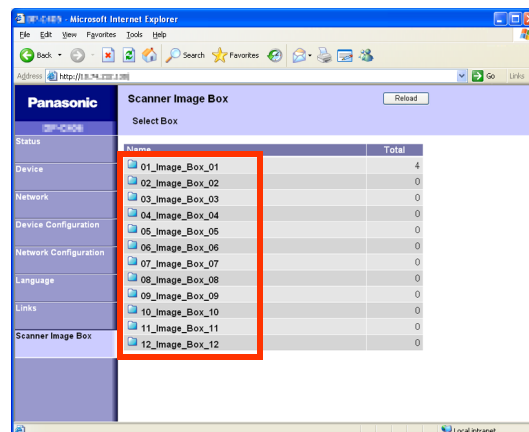 - Microsoft Internet Explorer
File Edit View Favorites Tools Help
Back Search Favorites
Address http:// Go Links
Panasonic
Scanner Image Box
Reload
Select Box
Status
Device
Network
Device Configuration
Network Configuration
Language
Links
Scanner Image Box
Name Total
01_Image_Box_01 4
02_Image_Box_02 0
03_Image_Box_03 0
04_Image_Box_04 0
05_Image_Box_05 0
06_Image_Box_06 0
07_Image_Box_07 0
08_Image_Box_08 0
09_Image_Box_09 0
10_Image_Box_10 0
11_Image_Box_11 0
12_Image_Box_12 0
Local intranet